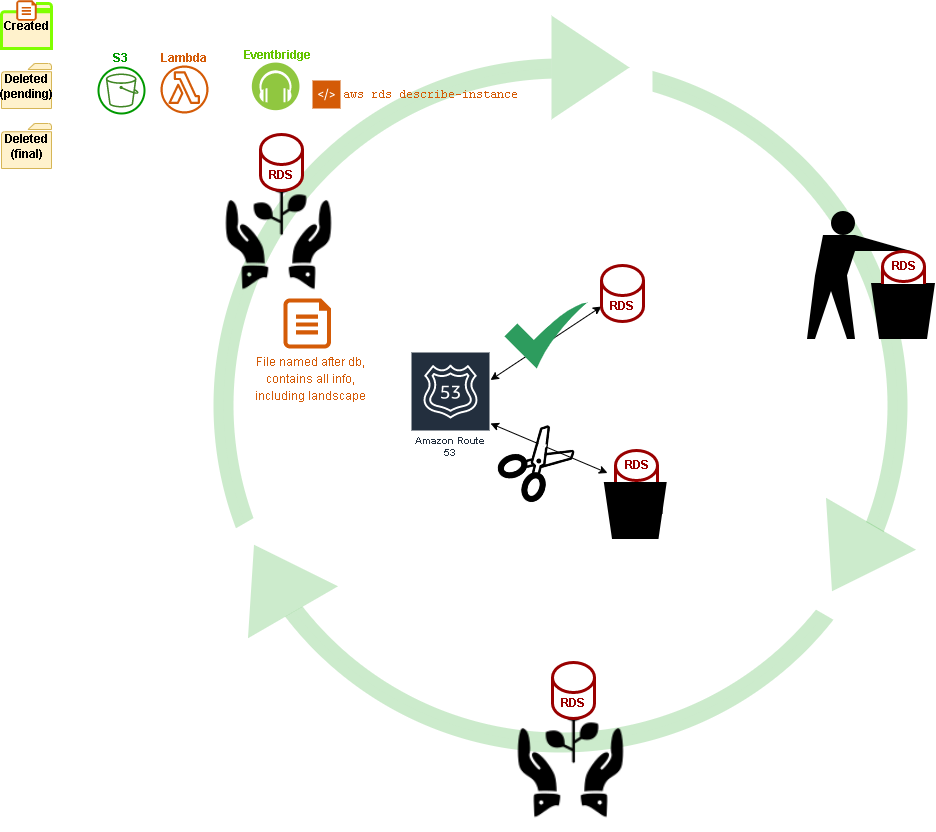 Created
Deleted
(pending)
Deleted
(final)
S3
Lambda
Eventbridge
</>
aws rds describe-instance
RDS
RDS
File named after db,
contains all info,
including landscape
RDS
53
Amazon Route
53
RDS
RDS